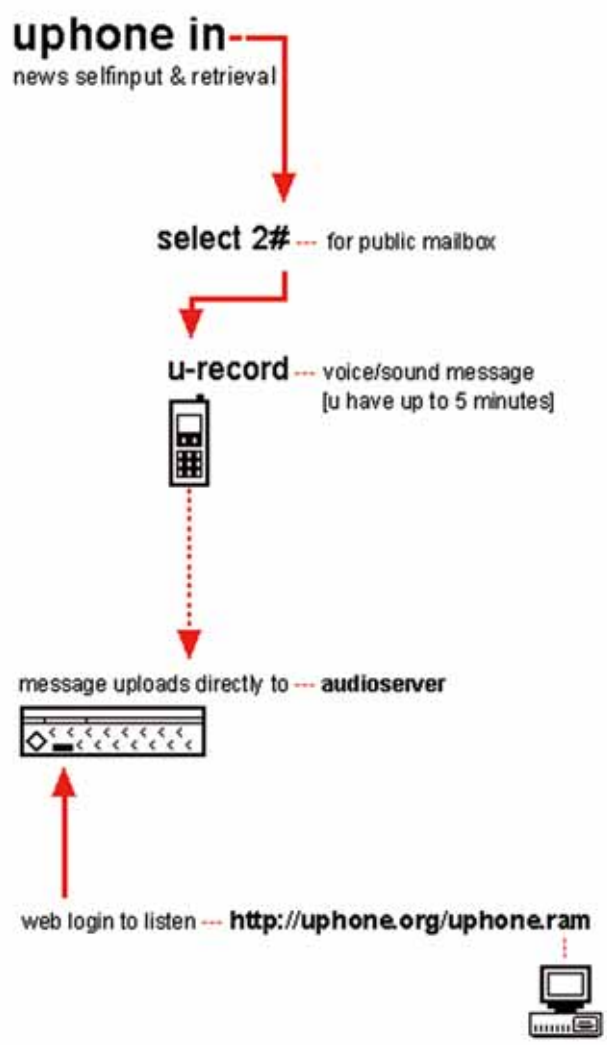 uphone in
news selfinput & retrieval
select 2# --- for public mailbox
u-record --- voice/sound message
[u have up to 5 minutes]
message uploads directly to --- audioserver
web login to listen --- http://uphone.org/uphone.ram